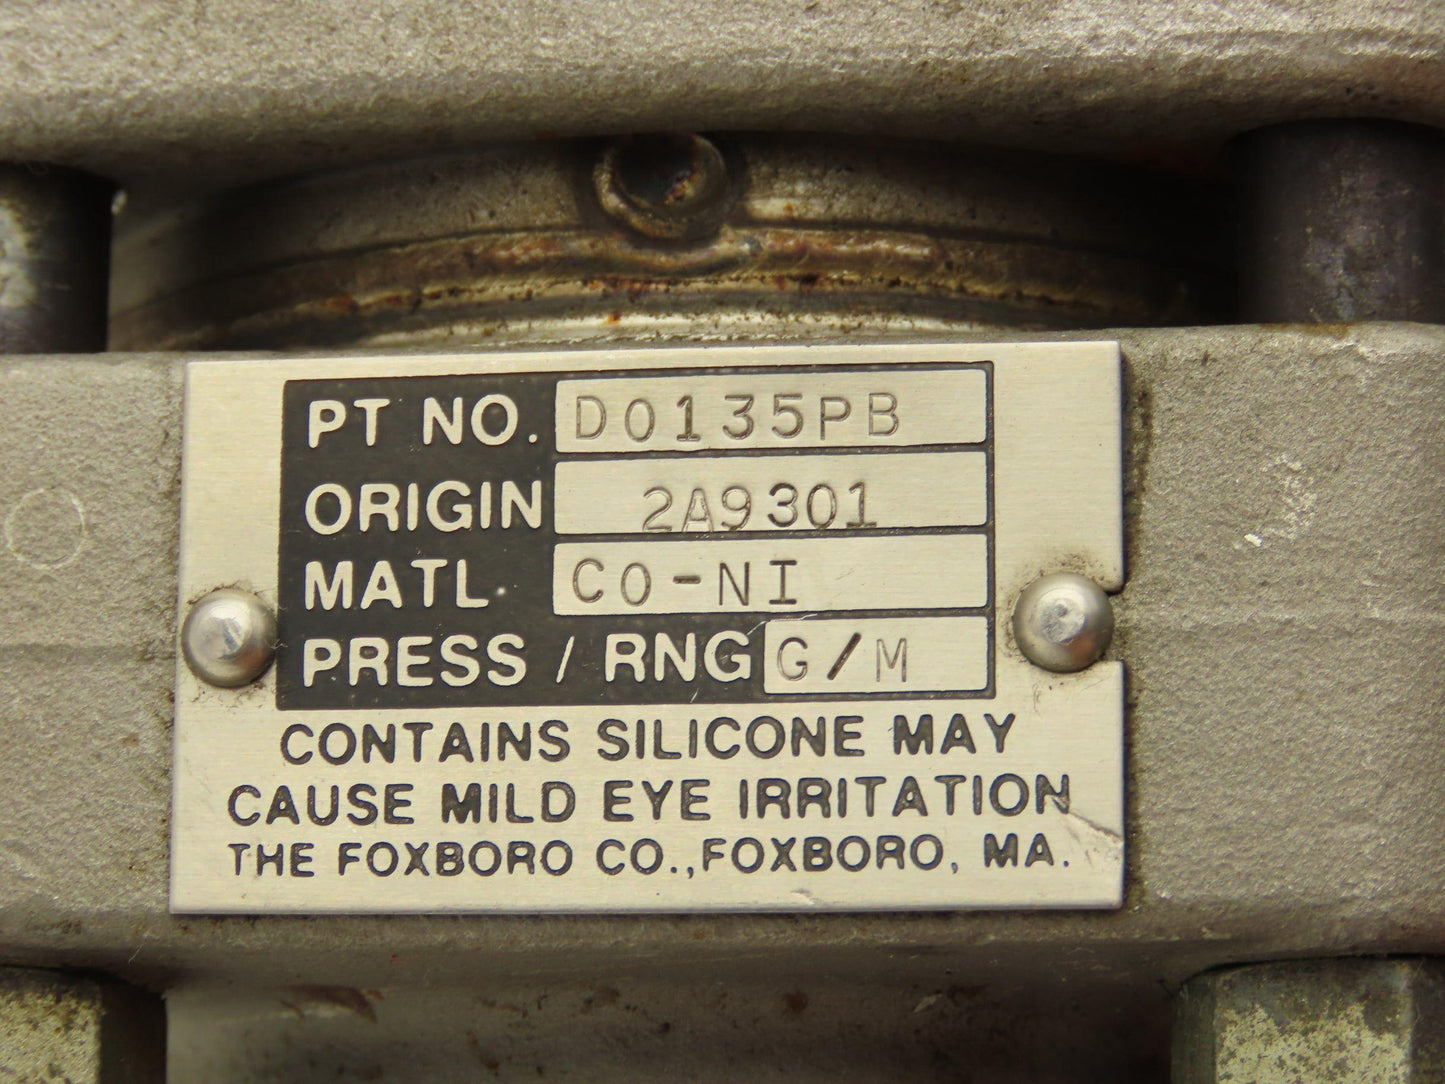 PT NO. D0135PB
ORIGIN 2A9301
MATL. CO-NI
PRESS / RNG G/M
CONTAINS SILICONE MAY
CAUSE MILD EYE IRRITATION
THE FOXBORO CO., FOXBORO, MA.